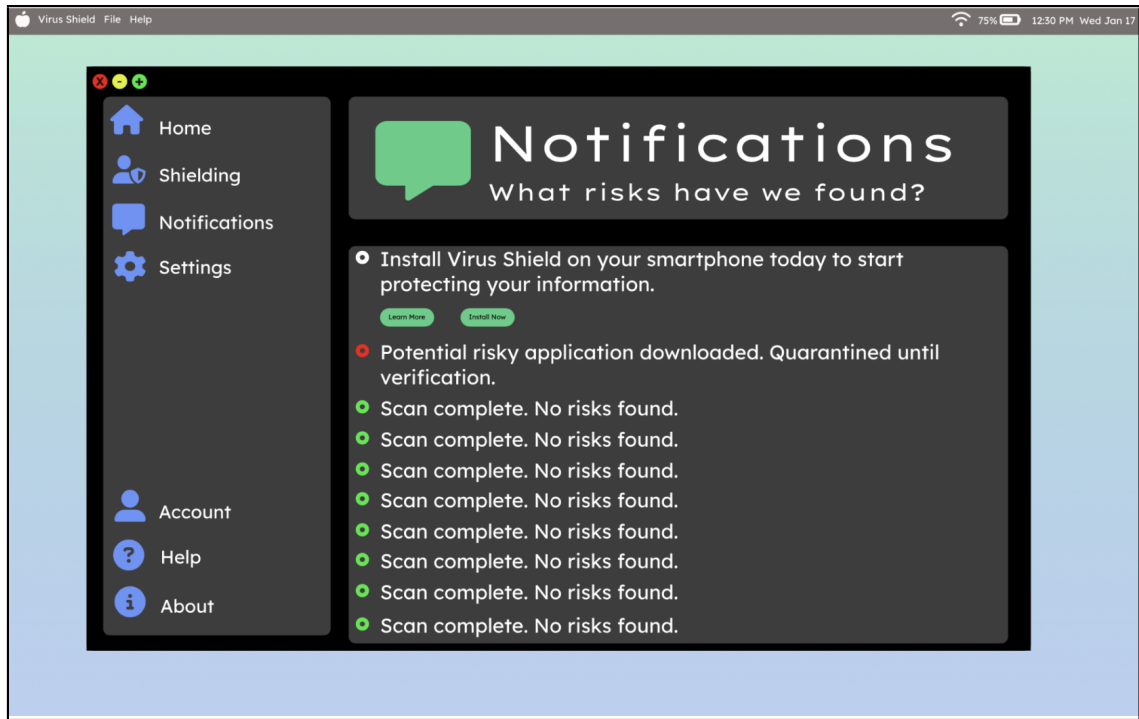 Virus Shield File Help
75% 12:30 PM Wed Jan 17
X - +
Home
Shielding
Notifications
Settings
Account
? Help
i About
Notifications
What risks have we found?
Install Virus Shield on your smartphone today to start
protecting your information.
Learn More Install Now
Potential risky application downloaded. Quarantined until
verification.
Scan complete. No risks found.
Scan complete. No risks found.
Scan complete. No risks found.
Scan complete. No risks found.
Scan complete. No risks found.
Scan complete. No risks found.
Scan complete. No risks found.
Scan complete. No risks found.